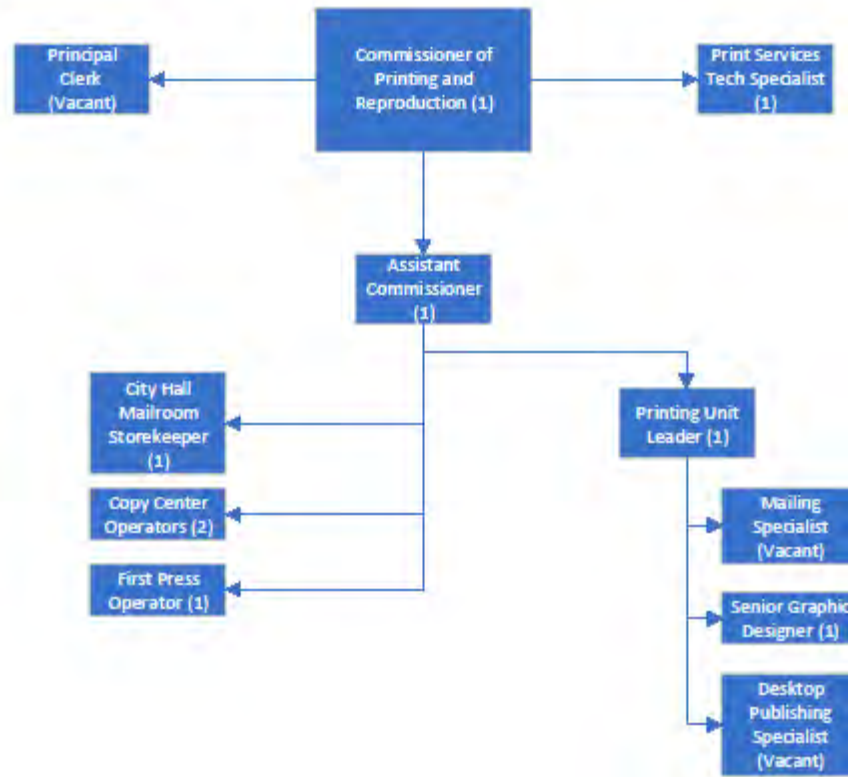 Principal
Clerk
(Vacant)
Commissioner of
Printing and
Reproduction (1)
Print Services
Tech Specialist
(1)
Assistant
Commissioner
(1)
City Hall
Mailroom
Storekeeper
(1)
Printing Unit
Leader (1)
Copy Center
Operators (2)
First Press
Operator (1)
Mailing
Specialist
(Vacant)
Senior Graphic
Designer (1)
Desktop
Publishing
Specialist
(Vacant)